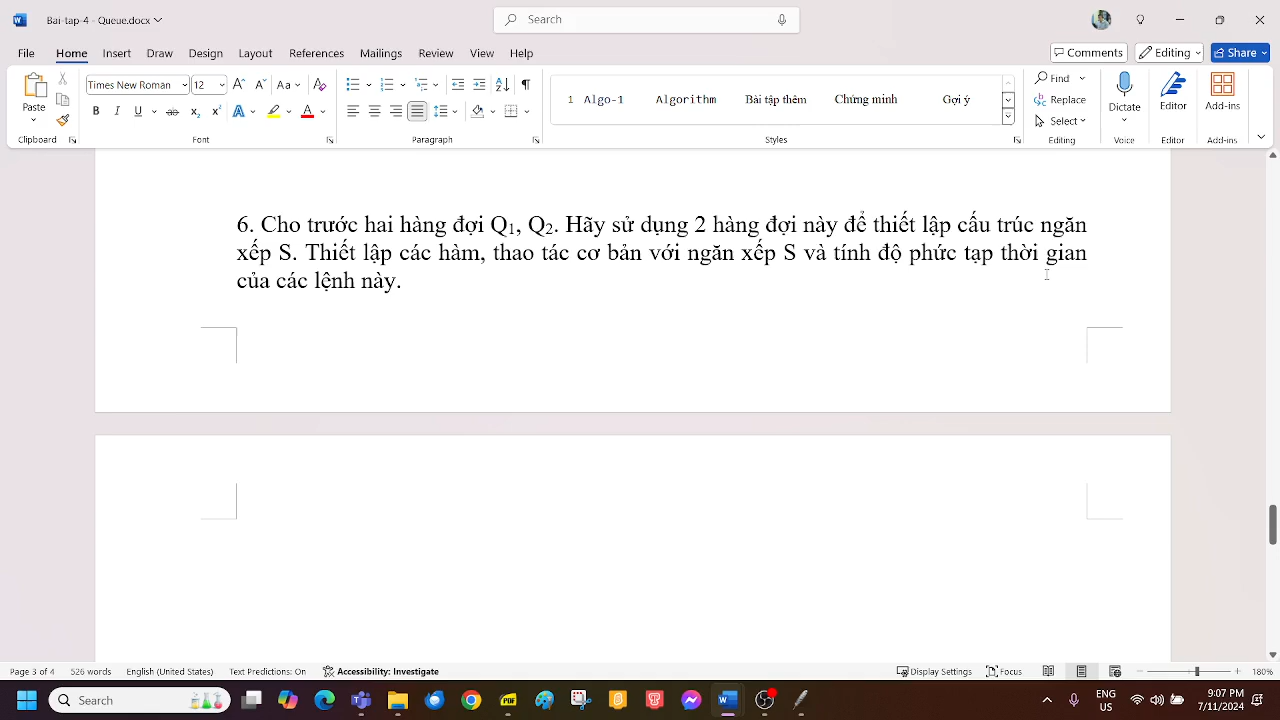 Bai-tap-4 - Queue.docx
Search
File Home Insert Draw Design Layout References Mailings Review View Help
Comments Editing Share
Paste
Clipboard
Times New Roman 12
Font
Paragraph
1 Algo-1 Algorithm Bài tập thêm Chứng minh Gợi ý
Styles
Find
Replace
Select
Editing
Dictate
Voice
Editor
Editor
Add-ins
Add-ins
6. Cho trước hai hàng đợi Q1, Q2. Hãy sử dụng 2 hàng đợi này để thiết lập cấu trúc ngăn
xếp S. Thiết lập các hàm, thao tác cơ bản với ngăn xếp S và tính độ phức tạp thời gian
của các lệnh này.
Page 3 of 4 526 words English (United States) Text Predictions: On Accessibility: Investigate Display Settings Focus 180%
Search
PDF
ENG
US
9:07 PM
7/11/2024